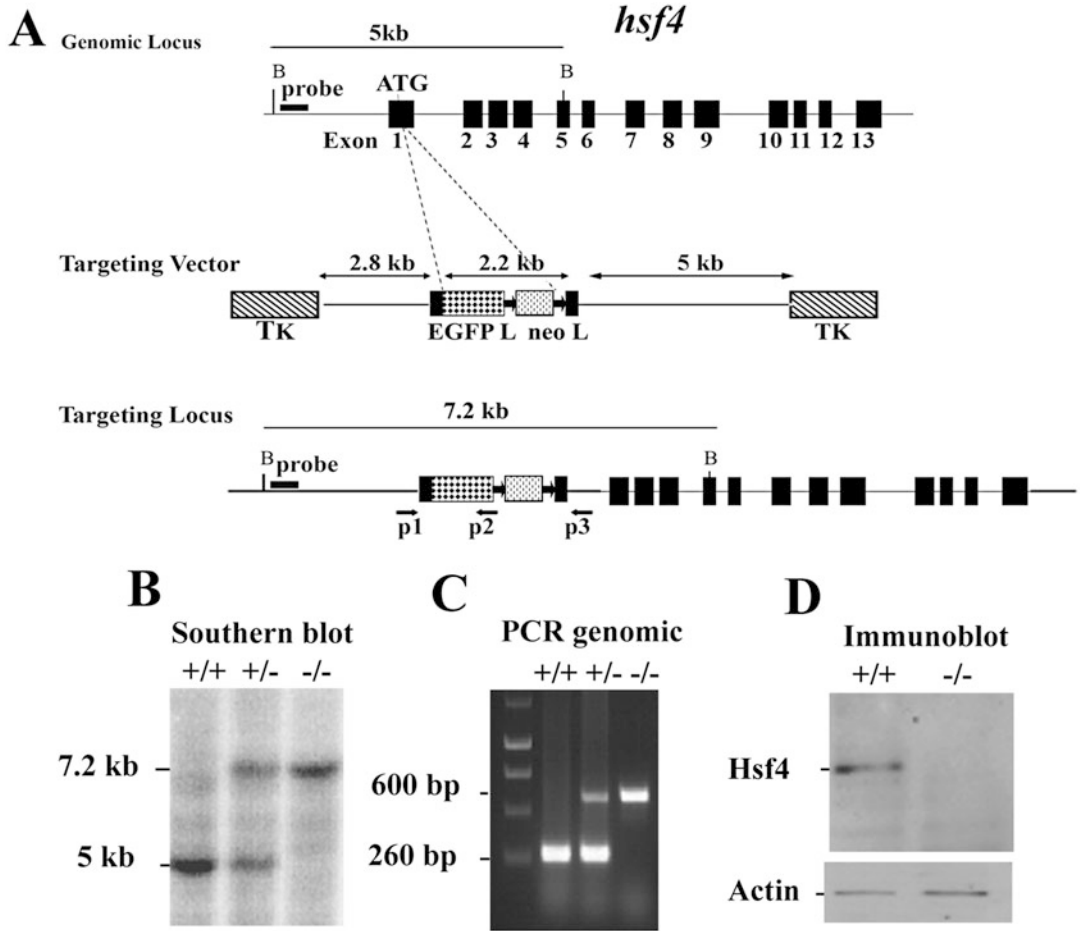 A
hsf4
Genomic Locus
5kb
B
B
probe
ATG
Exon 1 2 3 4 5 6 7 8 9 10 11 12 13
Targeting Vector
2.8 kb 2.2 kb 5 kb
TK EGFP L neo L TK
Targeting Locus
7.2 kb
B
B
probe
p1 p2 p3
B
Southern blot
+/+ +/- -/-
7.2 kb
5 kb
C
PCR genomic
+/+ +/- -/-
600 bp
260 bp
D
Immunoblot
+/+ -/-
Hsf4
Actin